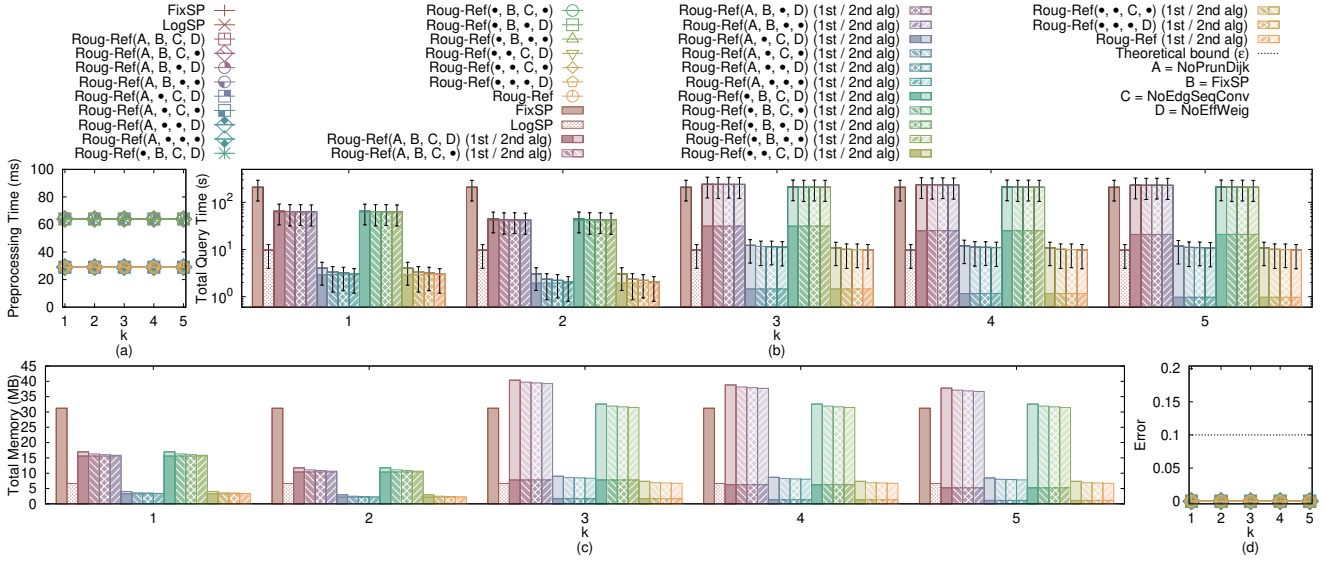 FixSP
LogSP
Roug-Ref(A, B, C, D)
Roug-Ref(A, B, C, •)
Roug-Ref(A, B, •, D)
Roug-Ref(A, B, •, •)
Roug-Ref(A, •, C, D)
Roug-Ref(A, •, C, •)
Roug-Ref(A, •, •, D)
Roug-Ref(A, •, •, •)
Roug-Ref(•, B, C, D)
Roug-Ref(•, B, C, •)
Roug-Ref(•, B, •, D)
Roug-Ref(•, B, •, •)
Roug-Ref(•, •, C, D)
Roug-Ref(•, •, C, •)
Roug-Ref(•, •, •, D)
Roug-Ref
FixSP
LogSP
Roug-Ref(A, B, C, D) (1st / 2nd alg)
Roug-Ref(A, B, C, •) (1st / 2nd alg)
Roug-Ref(A, B, •, D) (1st / 2nd alg)
Roug-Ref(A, B, •, •) (1st / 2nd alg)
Roug-Ref(A, •, C, D) (1st / 2nd alg)
Roug-Ref(A, •, C, •) (1st / 2nd alg)
Roug-Ref(A, •, •, D) (1st / 2nd alg)
Roug-Ref(A, •, •, •) (1st / 2nd alg)
Roug-Ref(•, B, C, D) (1st / 2nd alg)
Roug-Ref(•, B, C, •) (1st / 2nd alg)
Roug-Ref(•, B, •, D) (1st / 2nd alg)
Roug-Ref(•, B, •, •) (1st / 2nd alg)
Roug-Ref(•, •, C, D) (1st / 2nd alg)
Roug-Ref(•, •, C, •) (1st / 2nd alg)
Roug-Ref(•, •, •, D) (1st / 2nd alg)
Roug-Ref (1st / 2nd alg)
Theoretical bound (ε)
A = NoPrunDijk
B = FixSP
C = NoEdgSeqConv
D = NoEffWeig
Preprocessing Time (ms)
100
80
60
40
20
0
1 2 3 4 5
k
(a)
Total Query Time (s)
10²
10¹
10⁰
1 2 3 4 5
k
(b)
Total Memory (MB)
45
40
35
30
25
20
15
10
5
0
1 2 3 4 5
k
(c)
Error
0.2
0.15
0.1
0.05
0
1 2 3 4 5
k
(d)